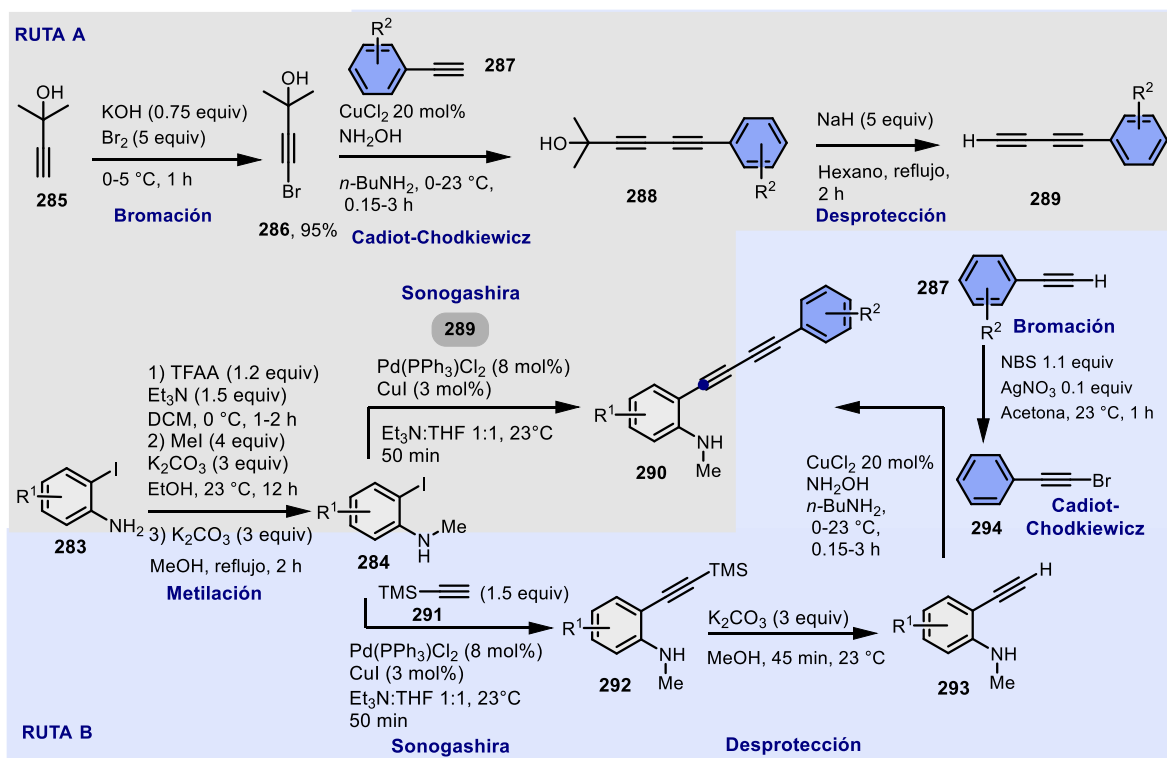 RUTA A
OH
Br
285
KOH (0.75 equiv)
Br2 (5 equiv)
0-5 °C, 1 h
Bromación
OH
286, 95%
R2
287
CuCl2 20 mol%
NH2OH
n-BuNH2, 0-23 °C,
0.15-3 h
Cadiot-Chodkiewicz
HO
R2
288
NaH (5 equiv)
Hexano, reflujo,
2 h
Desprotección
H
R2
289
Sonogashira
289
Pd(PPh3)Cl2 (8 mol%)
CuI (3 mol%)
Et3N:THF 1:1, 23°C
50 min
R1
I
NH2
283
1) TFAA (1.2 equiv)
Et3N (1.5 equiv)
DCM, 0 °C, 1-2 h
2) MeI (4 equiv)
K2CO3 (3 equiv)
EtOH, 23 °C, 12 h
3) K2CO3 (3 equiv)
MeOH, reflujo, 2 h
Metilación
R1
I
N
H
Me
284
R1
R2
NH
Me
290
287
H
R2
Bromación
NBS 1.1 equiv
AgNO3 0.1 equiv
Acetona, 23 °C, 1 h
Br
294
Cadiot-
Chodkiewicz
CuCl2 20 mol%
NH2OH
n-BuNH2,
0-23 °C,
0.15-3 h
TMS
(1.5 equiv)
291
Pd(PPh3)Cl2 (8 mol%)
CuI (3 mol%)
Et3N:THF 1:1, 23°C
50 min
Sonogashira
TMS
R1
NH
Me
292
K2CO3 (3 equiv)
MeOH, 45 min, 23 °C
Desprotección
H
R1
NH
Me
293
RUTA B